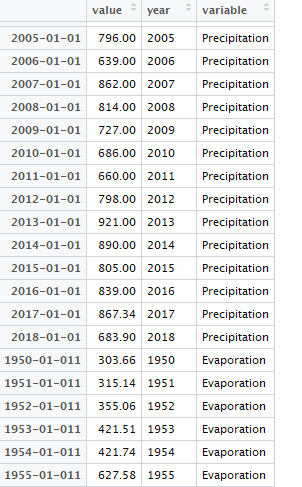 value year variable
2005-01-01 796.00 2005 Precipitation
2006-01-01 639.00 2006 Precipitation
2007-01-01 862.00 2007 Precipitation
2008-01-01 814.00 2008 Precipitation
2009-01-01 727.00 2009 Precipitation
2010-01-01 686.00 2010 Precipitation
2011-01-01 660.00 2011 Precipitation
2012-01-01 798.00 2012 Precipitation
2013-01-01 921.00 2013 Precipitation
2014-01-01 890.00 2014 Precipitation
2015-01-01 805.00 2015 Precipitation
2016-01-01 839.00 2016 Precipitation
2017-01-01 867.34 2017 Precipitation
2018-01-01 683.90 2018 Precipitation
1950-01-011 303.66 1950 Evaporation
1951-01-011 315.14 1951 Evaporation
1952-01-011 355.06 1952 Evaporation
1953-01-011 421.51 1953 Evaporation
1954-01-011 421.74 1954 Evaporation
1955-01-011 627.58 1955 Evaporation